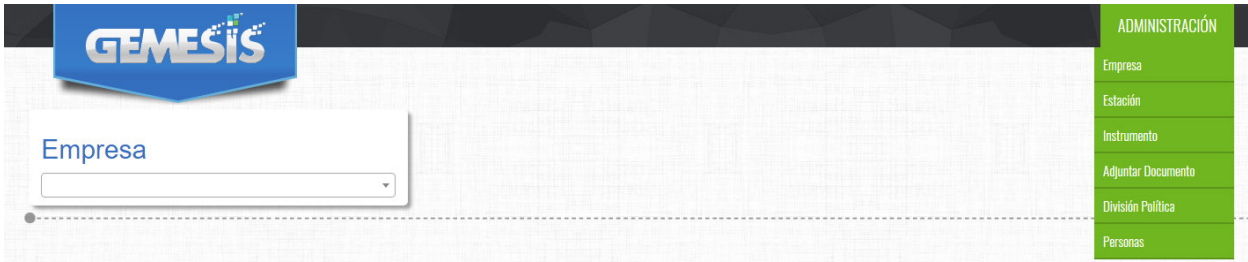 GEMESIS
ADMINISTRACIÓN
Empresa
Estación
Instrumento
Adjuntar Documento
División Política
Personas
Empresa